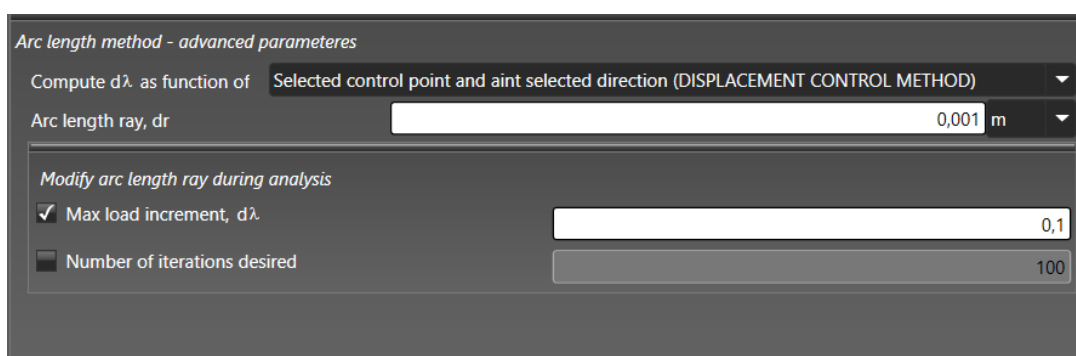 Arc length method - advanced parameteres
Compute dλ as function of Selected control point and aint selected direction (DISPLACEMENT CONTROL METHOD)
Arc length ray, dr 0,001 m
Modify arc length ray during analysis
Max load increment, dλ 0,1
Number of iterations desired 100